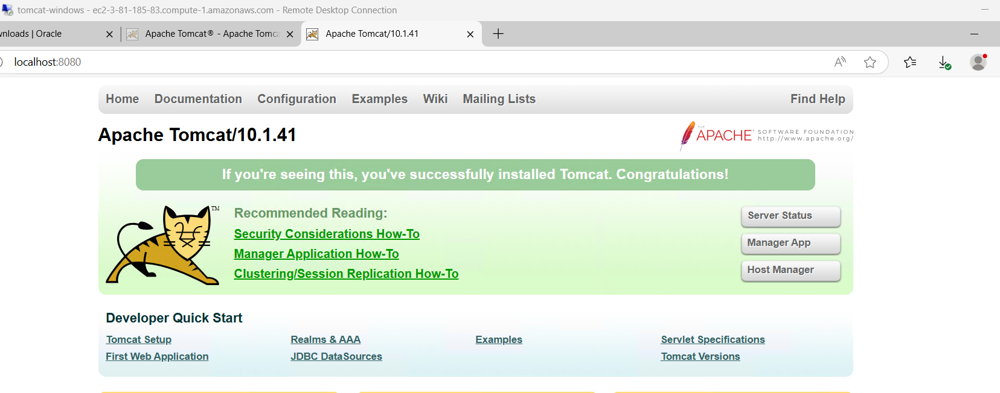 tomcat-windows - ec2-3-81-185-83.compute-1.amazonaws.com - Remote Desktop Connection
wnloads | Oracle
Apache Tomcat® - Apache Tomca
Apache Tomcat/10.1.41
localhost:8080
Home Documentation Configuration Examples Wiki Mailing Lists Find Help
Apache Tomcat/10.1.41
THE APACHE® SOFTWARE FOUNDATION
http://www.apache.org/
If you're seeing this, you've successfully installed Tomcat. Congratulations!
TM
Recommended Reading:
Security Considerations How-To
Manager Application How-To
Clustering/Session Replication How-To
Server Status
Manager App
Host Manager
Developer Quick Start
Tomcat Setup
First Web Application
Realms & AAA
JDBC DataSources
Examples
Servlet Specifications
Tomcat Versions